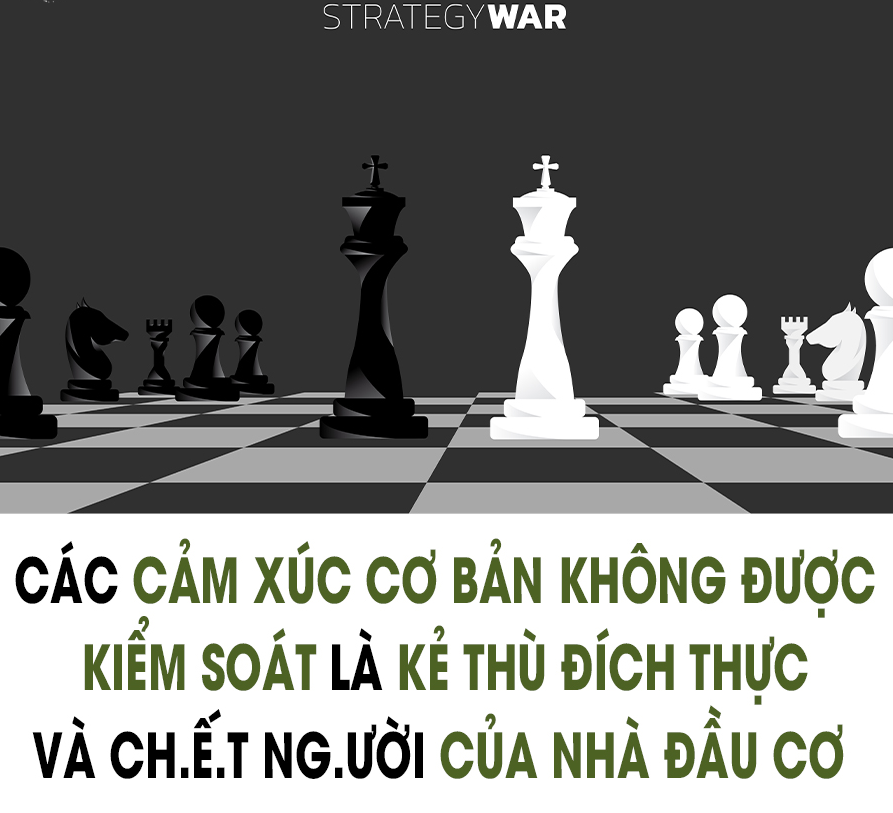 STRATEGYWAR
CÁC CẢM XÚC CƠ BẢN KHÔNG ĐƯỢC
KIỂM SOÁT LÀ KẺ THÙ ĐÍCH THỰC
VÀ CH.Ế.T NG.ƯỜI CỦA NHÀ ĐẦU CƠ